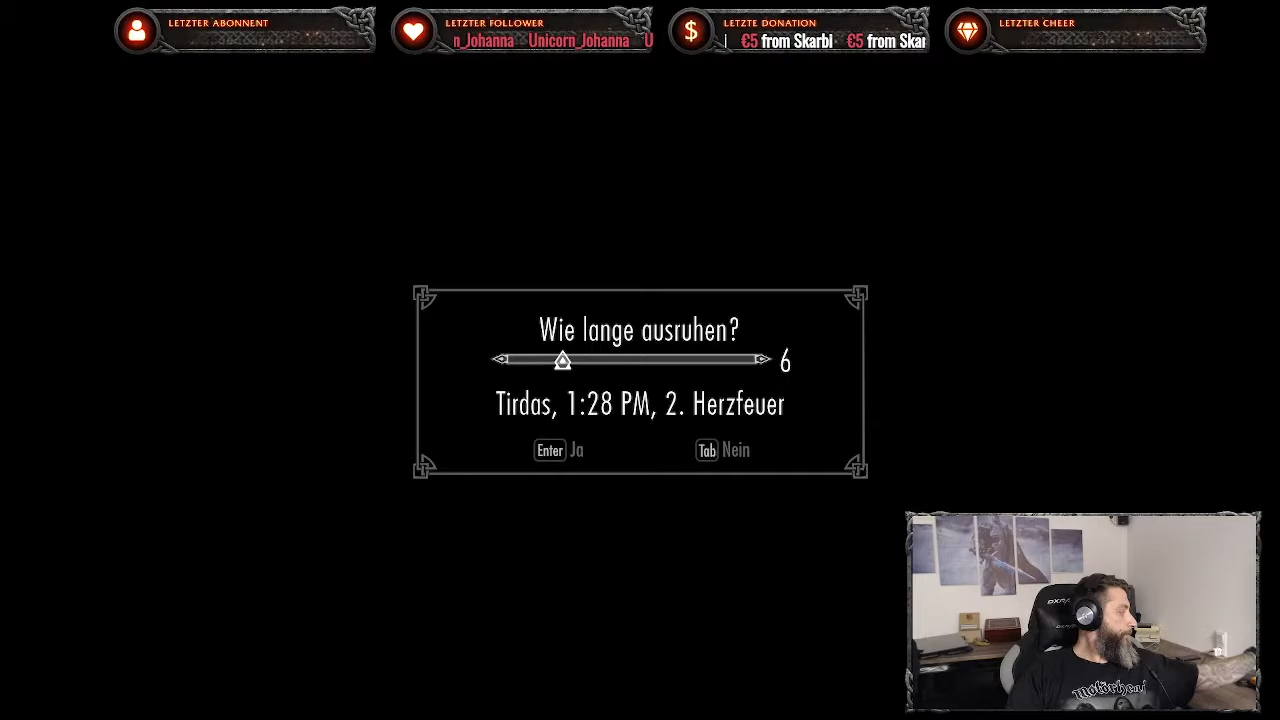 LETZTER ABONNENT
LETZTER FOLLOWER
n_Johanna Unicorn_Johanna U
LETZTE DONATION
i €5 from Skarbi €5 from Skar
LETZTER CHEER
Wie lange ausruhen?
6
Tirdas, 1:28 PM, 2. Herzfeuer
Enter Ja
Tab Nein
Motörhead